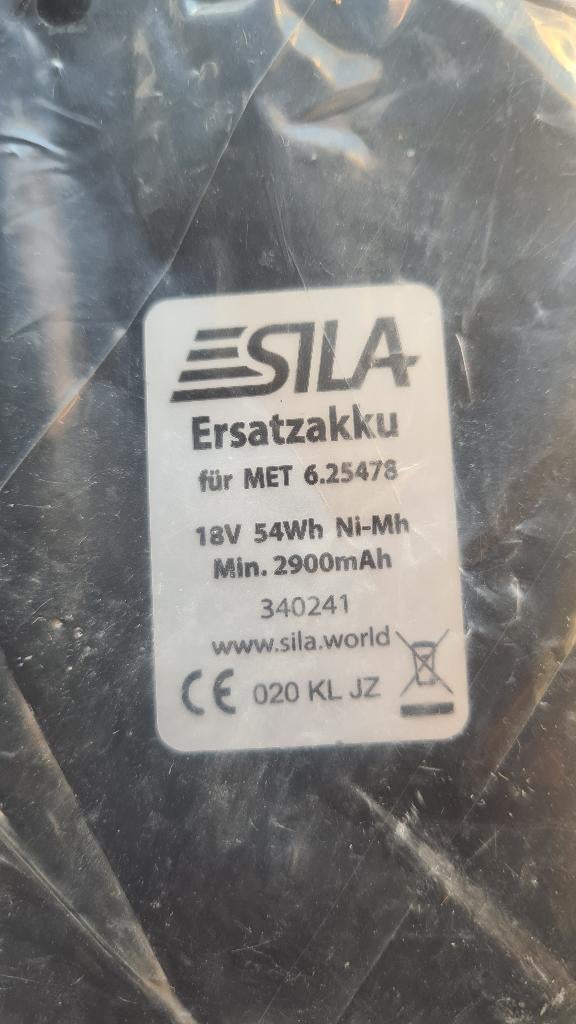 SILA
Ersatzakku
für MET 6.25478
18V 54Wh Ni-Mh
Min. 2900mAh
340241
www.sila.world
CE 020 KL JZ